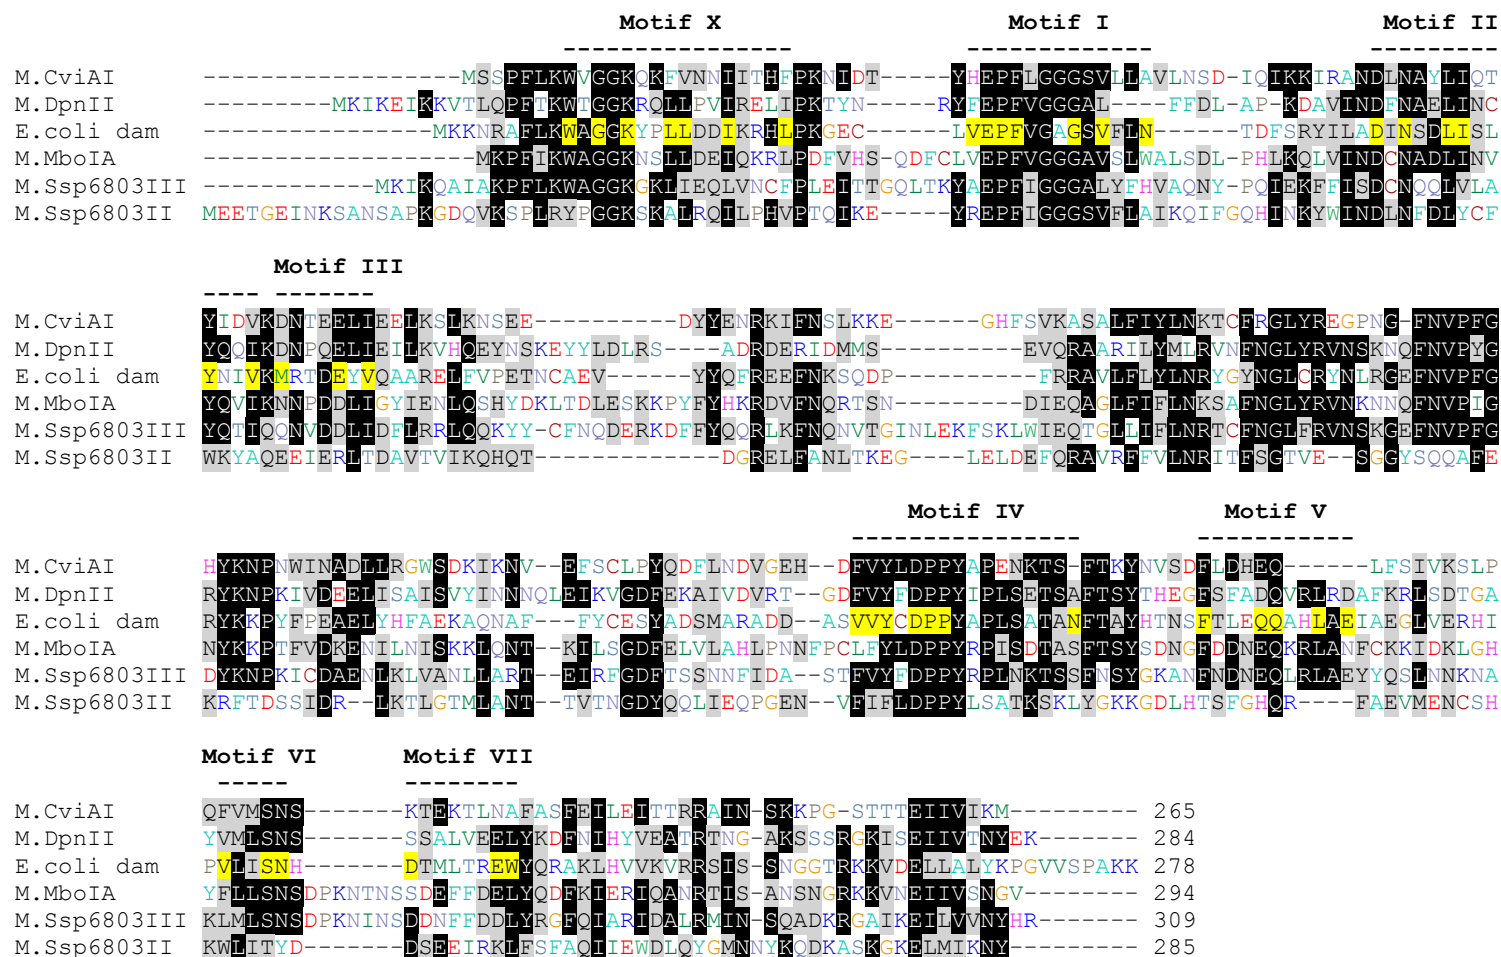 Motif X Motif I Motif II
---------------- ------------- ---------
M.CviAI ------------------MSSPFLKWVGGKQKFVNNIITHFPKNIDT-----YHEPFLGGGSVLLAVLNSD-IQIKKIRANDLNAYLIQT
M.DpnII ---------MKIKEIKKVTLQPFTKWTGGKRQLLPVIRELIPKTYN-----RYFEPFVGGGAL----FFDL-AP-KDAVINDFNAELINC
E.coli dam ----------------MKKNRAFLKWAGGKYPLLDDIKRHLPKGEC------LVEPFVGAGSVFLN------TDFSRYILADINSDLISL
M.MboIA -------------------MKPFIKWAGGKNSLLDEIQKRLPDFVHS-QDFCLVEPFVGGGAVSLWALSDL-PHLKQLVINDCNADLINV
M.Ssp6803III ------------MKIKQAIAKPFLKWAGGKGKLIEQLVNCFPLEITTGQLTKYAEPFIGGGALYFHVAQNY-PQIEKFFISDCNQQLVLA
M.Ssp6803II MEETGEINKSANSAPKGDQVKSPLRYPGGKSKALRQILPHVPTQIKE-----YREPFIGGGSVFLAIKQIFGQHINKYWINDLNFDLYCF
Motif III
---- -------
M.CviAI YIDVKDNTEELIEELKSLKNSEE----------DYYENRKIFNSLKKE------GHFSVKASALFIYLNKTCFRGLYREGPNG-FNVPFG
M.DpnII YQQIKDNPQELIEILKVHQEYNSKEYYLDLRS---ADRDERIDMMS--------EVQRAARILYMLRVNFNGLYRVNSKNQFNVPYG
E.coli dam YNIVKMRTDEYVQAARELFVPETNCAEV-----YYQFREEFNKSQDP-------FRRAVLFLYLNRYGYNGLCRYNLRGEFNVPFG
M.MboIA YQVIKNNPDDLIGYIENLQSHYDKLTDLESKKPYFYHKRDVFNQRTSN---------DIEQAGLFIFLNKSAFNGLYRVNKNNQFNVPIG
M.Ssp6803III YQTIQQNVDDLIDFLRRLQQKYY-CFNQDERKDFFYQQRLKFNQNVTGINLEKFSKLWIEQTGLLIFLNRTCFNGLFRVNSKGEFNVPFG
M.Ssp6803II WKYAQEEIERLTDAVTVIKQHQT-------------DGRELFANLTKEG----LELDEFQRAVRFFVLNRITFSGTVE--SGGYSQQAFE
Motif IV Motif V
---------------- -----------
M.CviAI HYKNPNWINADLLRGWSDKIKNV--EFSCLPYQDFLNDVGEH--DFVYLDPPYAPENKTS-FTKYNVSDFLDHEQ------LFSIVKSLP
M.DpnII RYKNPKIVDEELISAISVYINNNQLEIKVGDFEKAIVDVRT--GDFVYFDPPYIPLSETSAFTSYTHEGFSFADQVRLRDAFKRLSDTGA
E.coli dam RYKKPYFPEAELYHFAEKAQNAF---FYCESYADSMARADD--ASVVYCDPPYAPLSATANFTAYHTNSFTLEQQAHLAEIAEGLVERHI
M.MboIA NYKKPTFVDKENILNISKKLQNT--KILSGDFELVLAHLPNNFPCLFYLDPPYRPISDTASFTSYSDNGFDDNEQKRLANFCKKIDKLGH
M.Ssp6803III DYKNPKICDAENLKLVANLLART--EIRFGDFTSSNNFIDA--STFVYFDPPYRPLNKTSSFNSYGKANFNDNEQLRLAEYYQSLNNKNA
M.Ssp6803II KRFTDSSIDR--LKTLGTMLANT--TVTNGDYQQLIEQPGEN--VFIFLDPPYLSATKSKLYGKKGDLHTSFGHQR----FAEVMENCSH
Motif VI Motif VII
----- --------
M.CviAI QFVMSNS-------KTEKTLNAFASFEILEITTRRAIN-SKKPG-STTTEIIVIKM--------- 265
M.DpnII YVMLSNS-------SSALVEELYKDFNIHYVEATRTNG-AKSSSRGKISEIIVTNYEK------- 284
E.coli dam PVLISNH-------DTMLTREWYQRAKLHVVKVRRSIS-SNGGTRKKVDELLALYKPGVVSPAKK 278
M.MboIA YFLLSNSDPKNTNSSDEFFDELYQDFKIERIQANRTIS-ANSNGRKKVNEIIVSNGV-------- 294
M.Ssp6803III KLMLSNSDPKNINSDDNFFDDLYRGFQIARIDALRMIN-SQADKRGAIKEILVVNYHR------- 309
M.Ssp6803II KWLITYD-------DSEEIRKLFSFAQIIEWDLQYGMNNYKQDKASKGKELMIKNY--------- 285